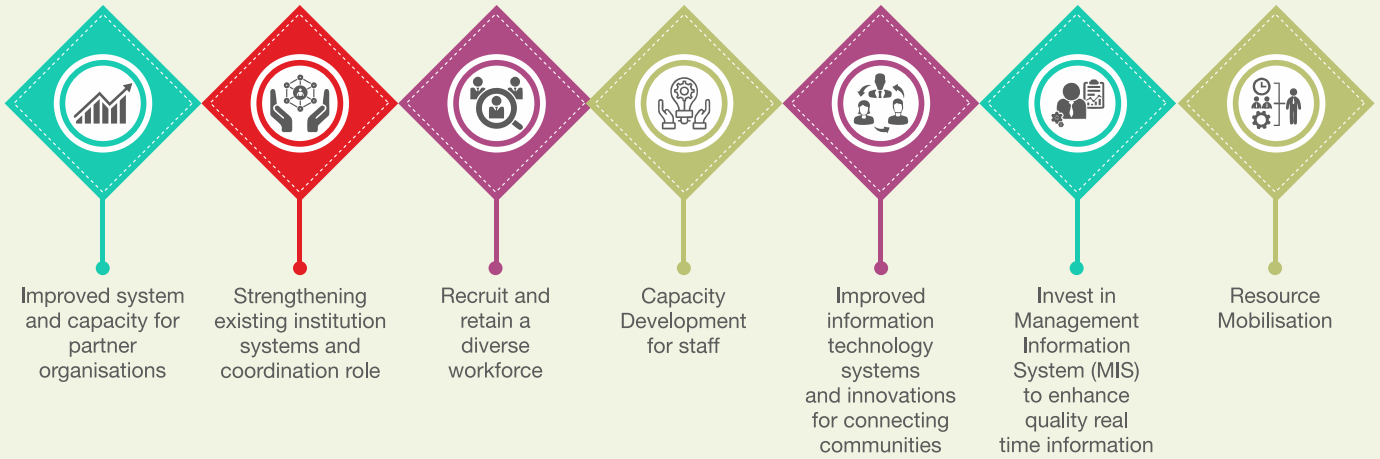 Improved system
and capacity for
partner
organisations
Strengthening
existing institution
systems and
coordination role
Recruit and
retain a
diverse
workforce
Capacity
Development
for staff
Improved
information
technology
systems
and innovations
for connecting
communities
Invest in
Management
Information
System (MIS)
to enhance
quality real
time information
Resource
Mobilisation